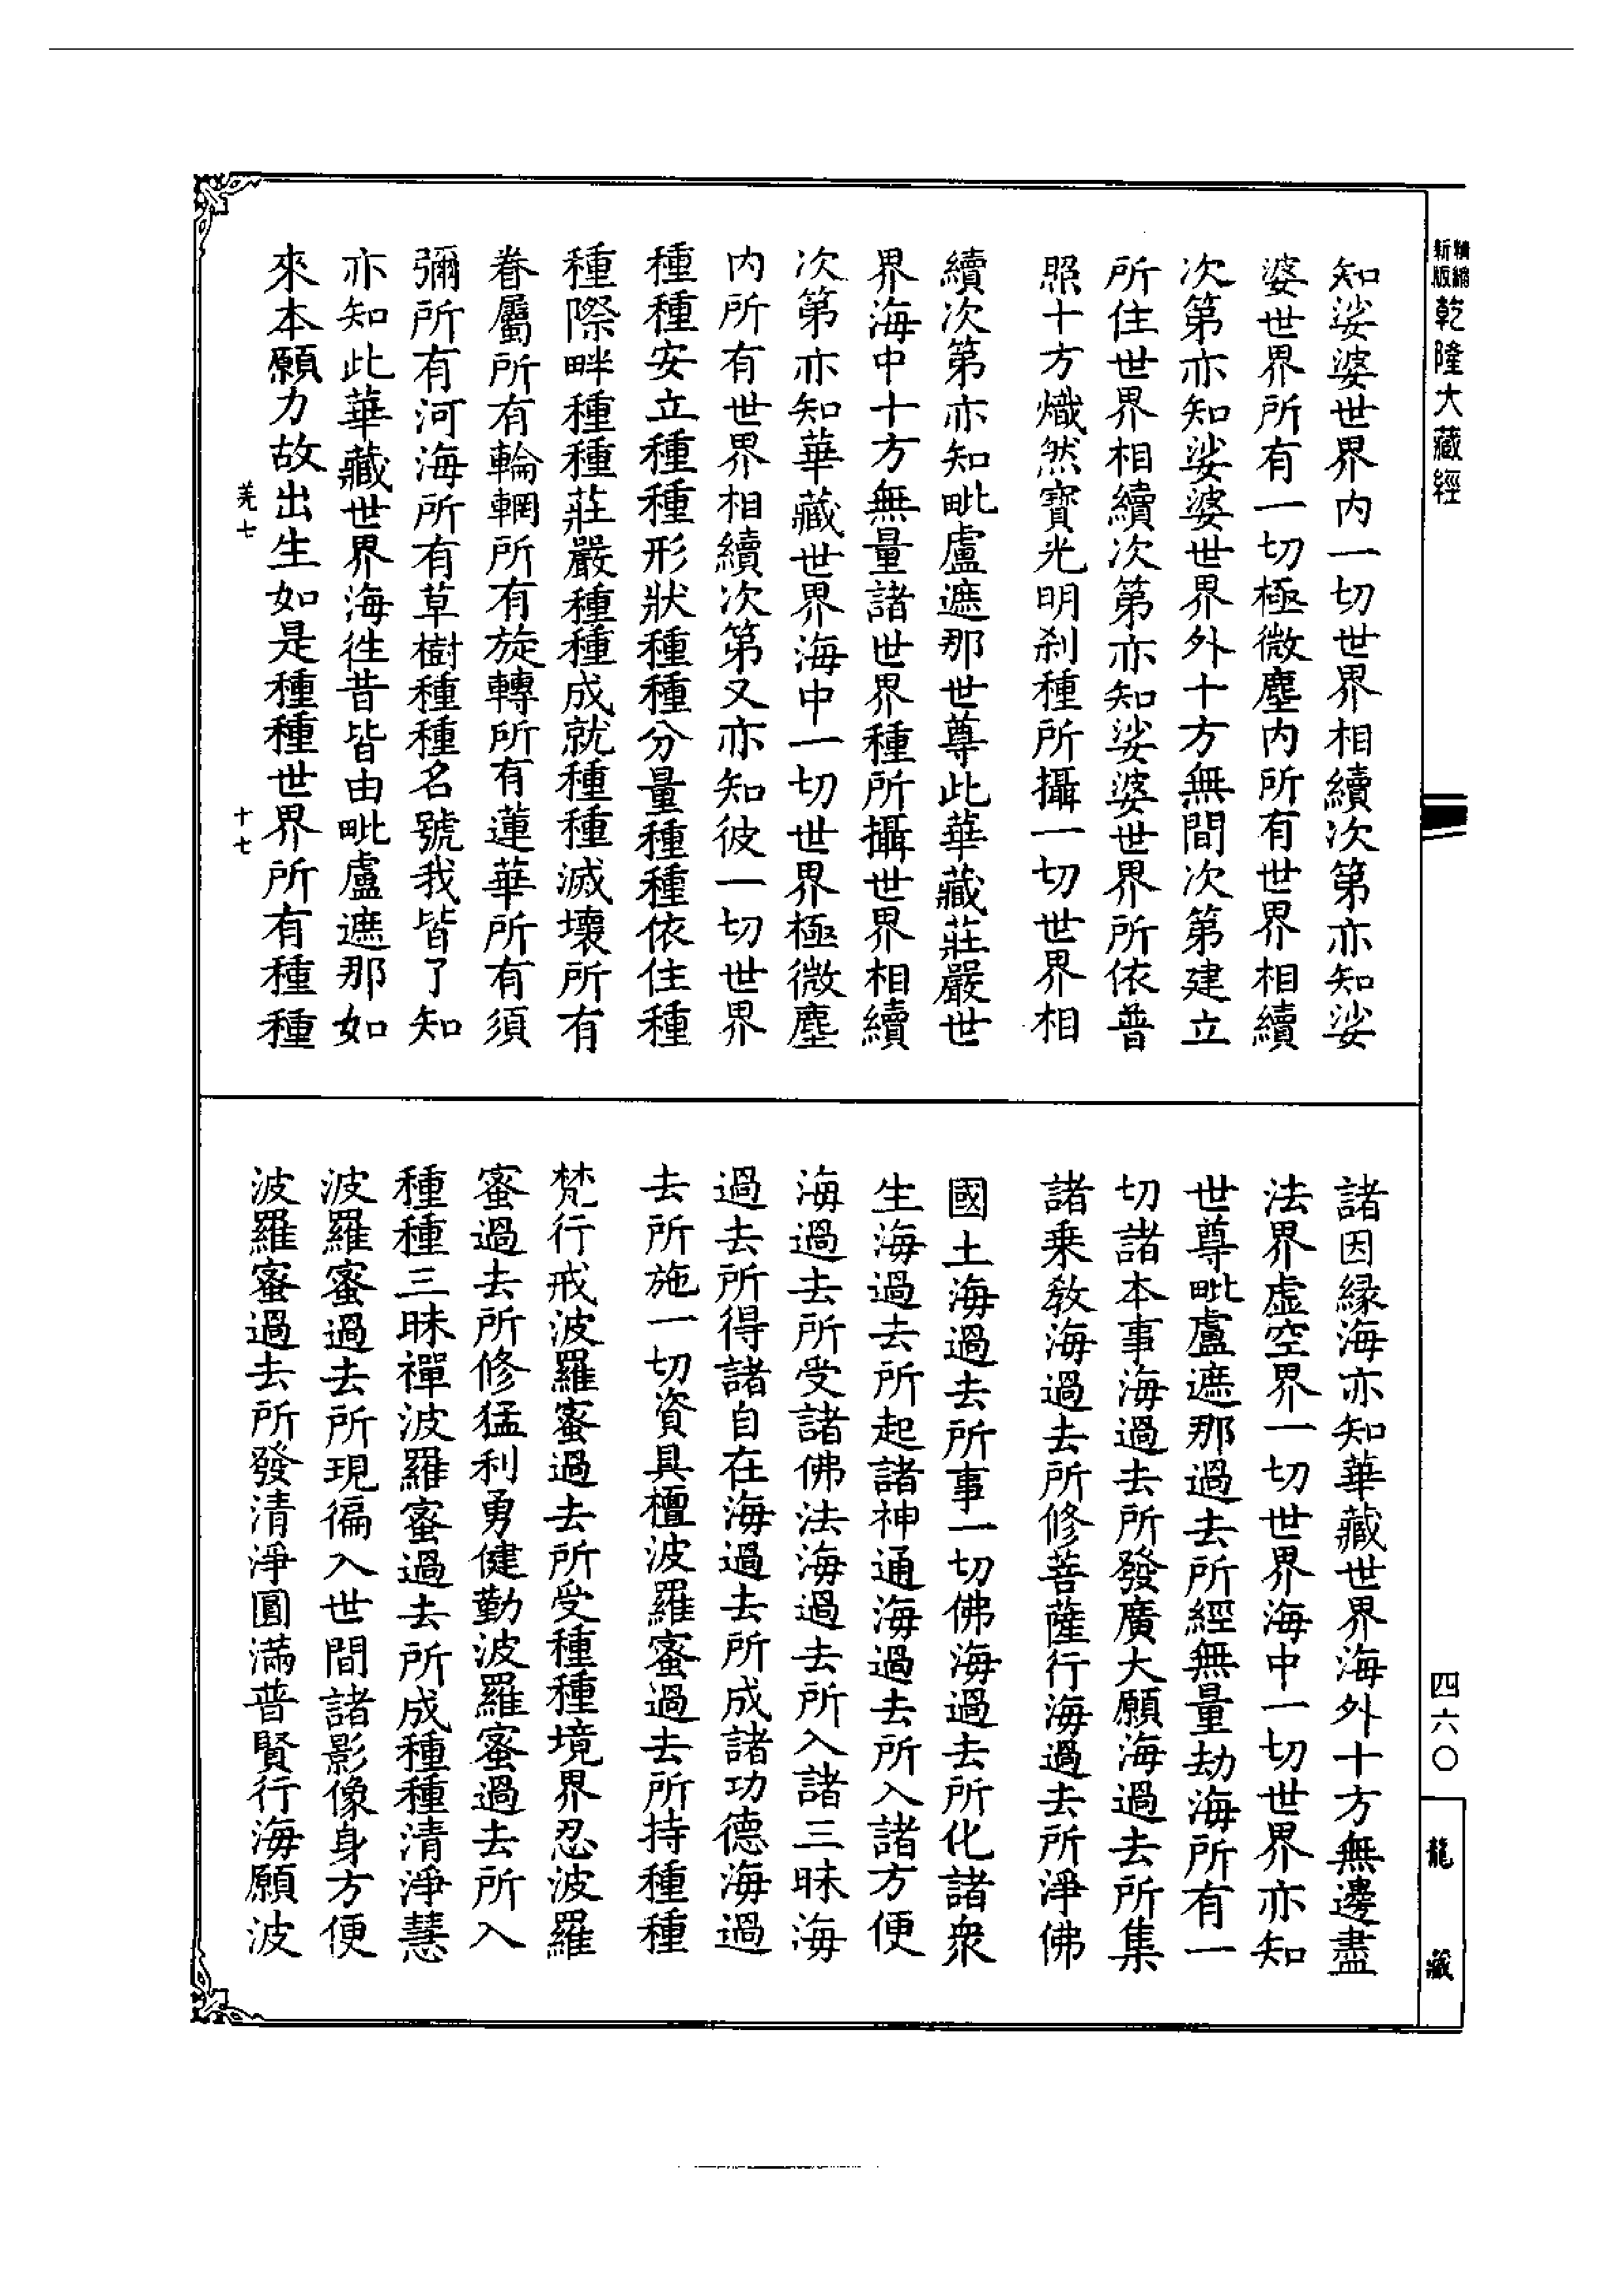 精縮
新版
乾隆大藏經
知娑婆世界内一切世界相續次第亦知娑
婆世界所有一切極微塵内所有世界相續
次第亦知娑婆世界外十方無間次第建立
所住世界相續次第亦知娑婆世界所依普
照十方熾然寶光明刹種所攝一切世界相
續次第亦知毗盧遮那世尊此華藏莊嚴世
界海中十方無量諸世界種所攝世界相續
次第亦知華藏世界海中一切世界極微塵
内所有世界相續次第又亦知彼一切世界
種種安立種種形狀種種分量種種依住種
種際畔種種莊嚴種種成就種種滅壞所有
眷屬所有輪輞所有旋轉所有蓮華所有須
彌所有河海所有草樹種種名號我皆了知
亦知此華藏世界海徃昔皆由毗盧遮那如
來本願力故出生如是種種世界所有種種
羌七
十七
諸因緣海亦知華藏世界海外十方無邊盡
法界虛空界一切世界海中一切世界亦知
世尊毗盧遮那過去所經無量劫海所有一
切諸本事海過去所發廣大願海過去所集
諸乘教海過去所修菩薩行海過去所淨佛
國土海過去所事一切佛海過去所化諸衆
生海過去所起諸神通海過去所入諸方便
海過去所受諸佛法海過去所入諸三昧海
過去所得諸自在海過去所成諸功德海過
去所施一切資具檀波羅蜜過去所持種種
梵行戒波羅蜜過去所受種種境界忍波羅
蜜過去所修猛利勇健勤波羅蜜過去所入
種種三昧禪波羅蜜過去所成種種清淨慧
波羅蜜過去所現徧入世間諸影像身方便
波羅蜜過去所發清淨圓滿普賢行海願波
四六〇
龍藏